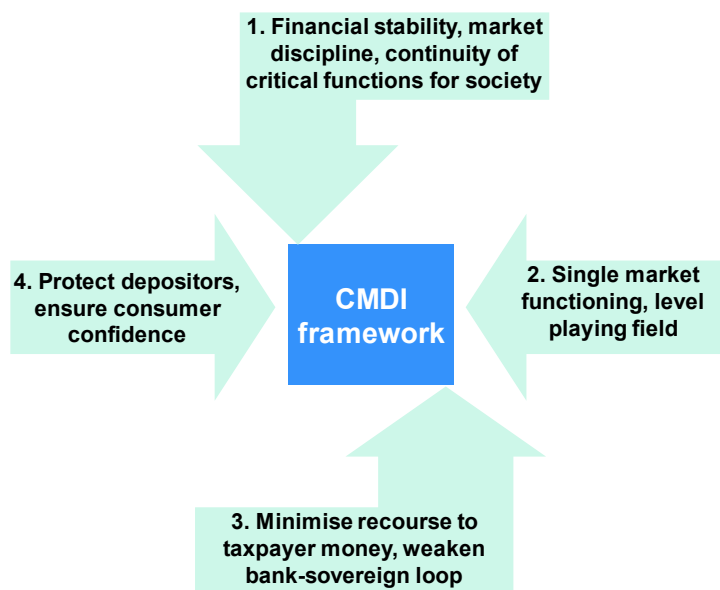 1. Financial stability, market
discipline, continuity of
critical functions for society
4. Protect depositors,
ensure consumer
confidence
CMDI
framework
2. Single market
functioning, level
playing field
3. Minimise recourse to
taxpayer money, weaken
bank-sovereign loop